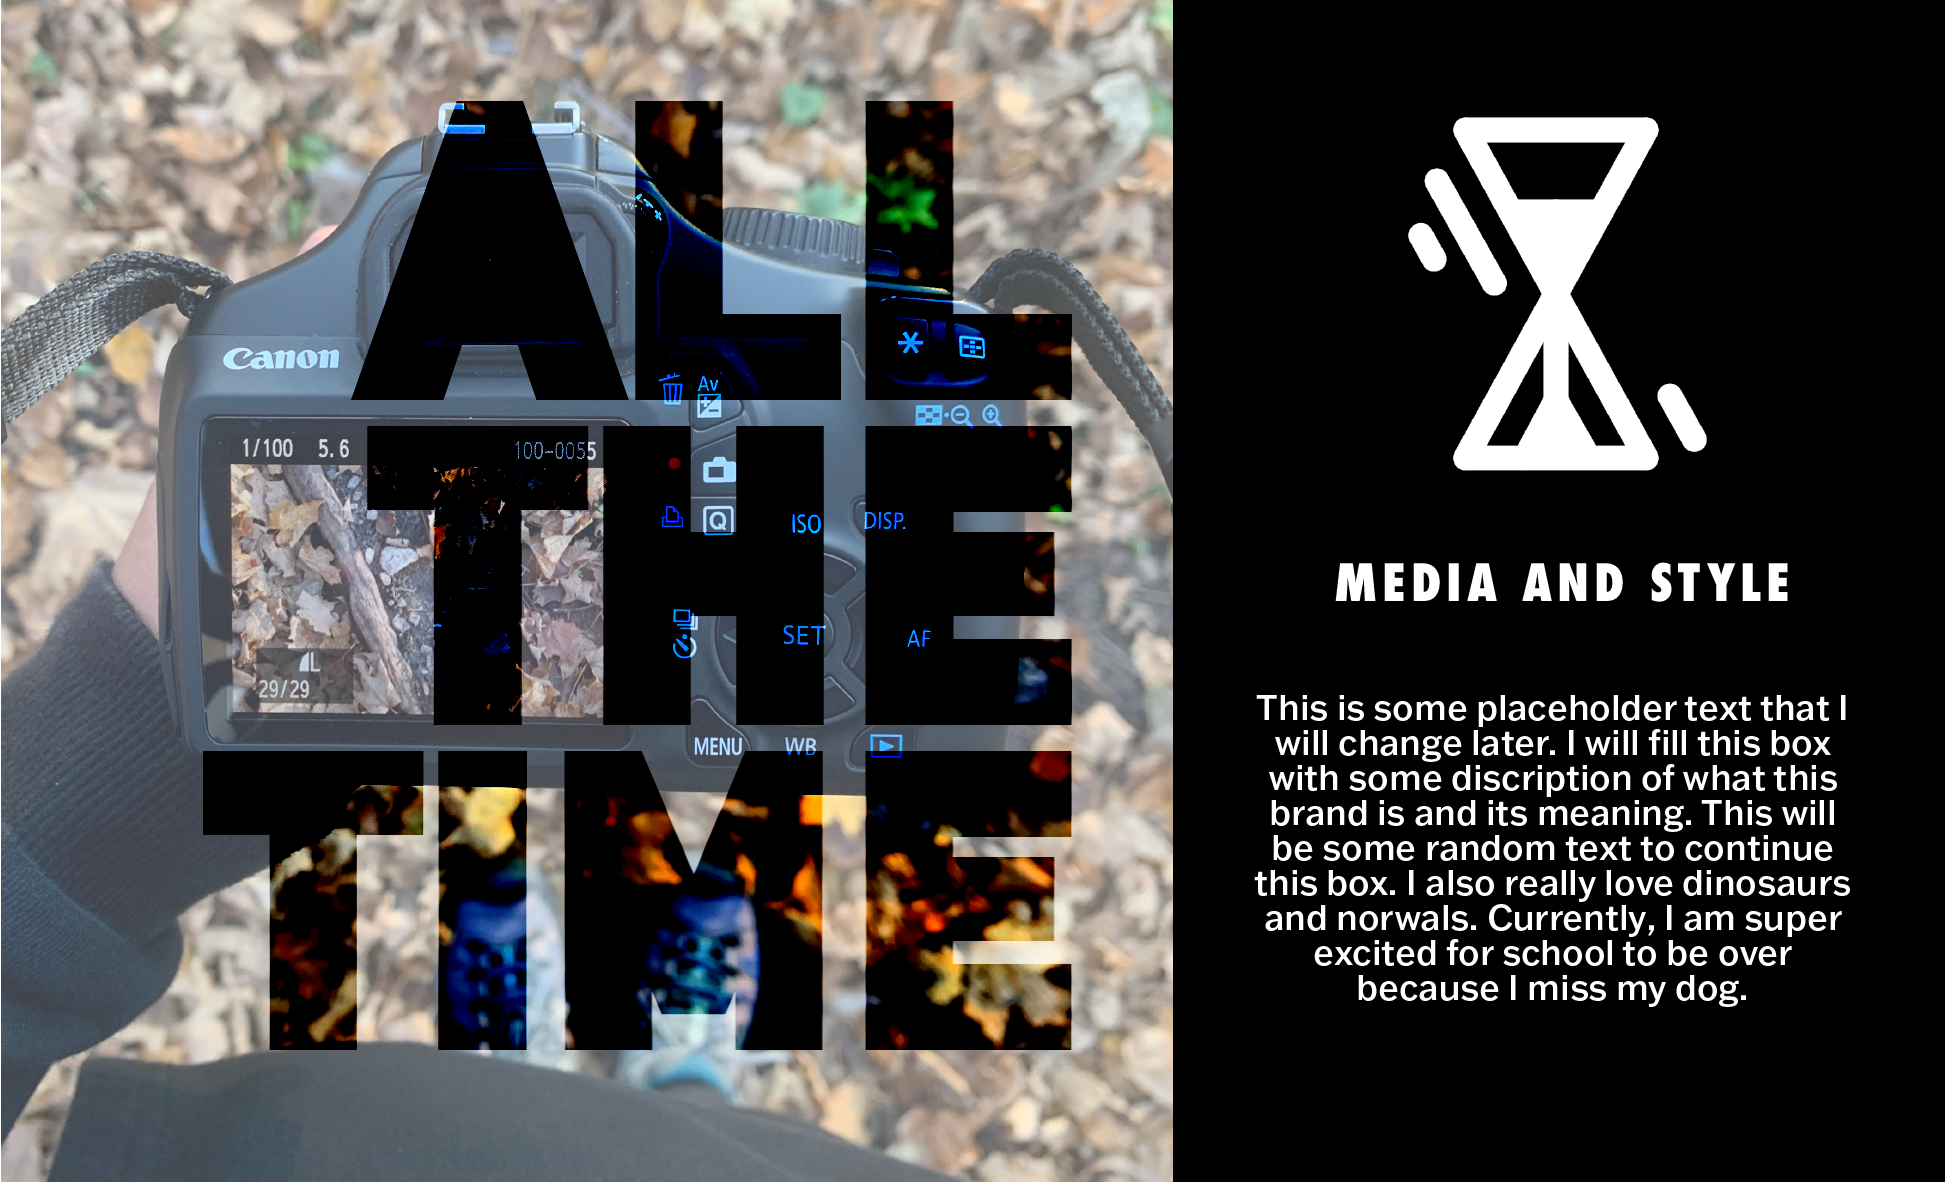 ALL
THE
TIME
Canon
1/100 5.6 100-0055
L
29/29
Av
Q
ISO
DISP.
SET
AF
MENU
WB
MEDIA AND STYLE
This is some placeholder text that I
will change later. I will fill this box
with some discription of what this
brand is and its meaning. This will
be some random text to continue
this box. I also really love dinosaurs
and norwals. Currently, I am super
excited for school to be over
because I miss my dog.